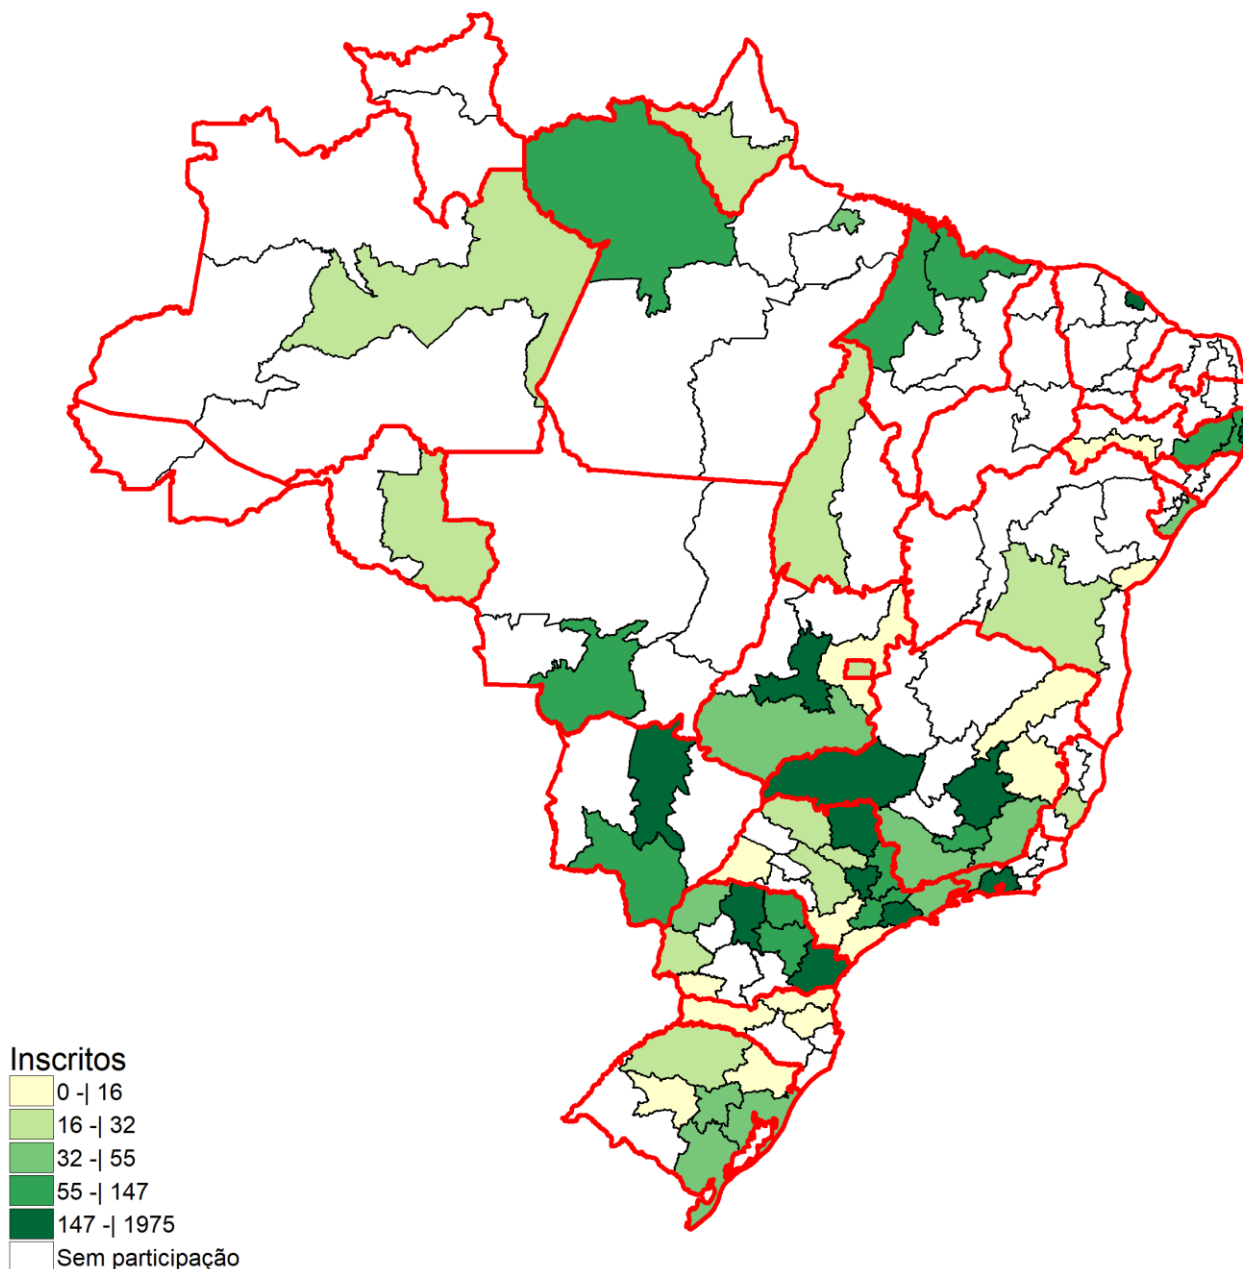 Inscritos
0 -| 16
16 -| 32
32 -| 55
55 -| 147
147 -| 1975
Sem participação